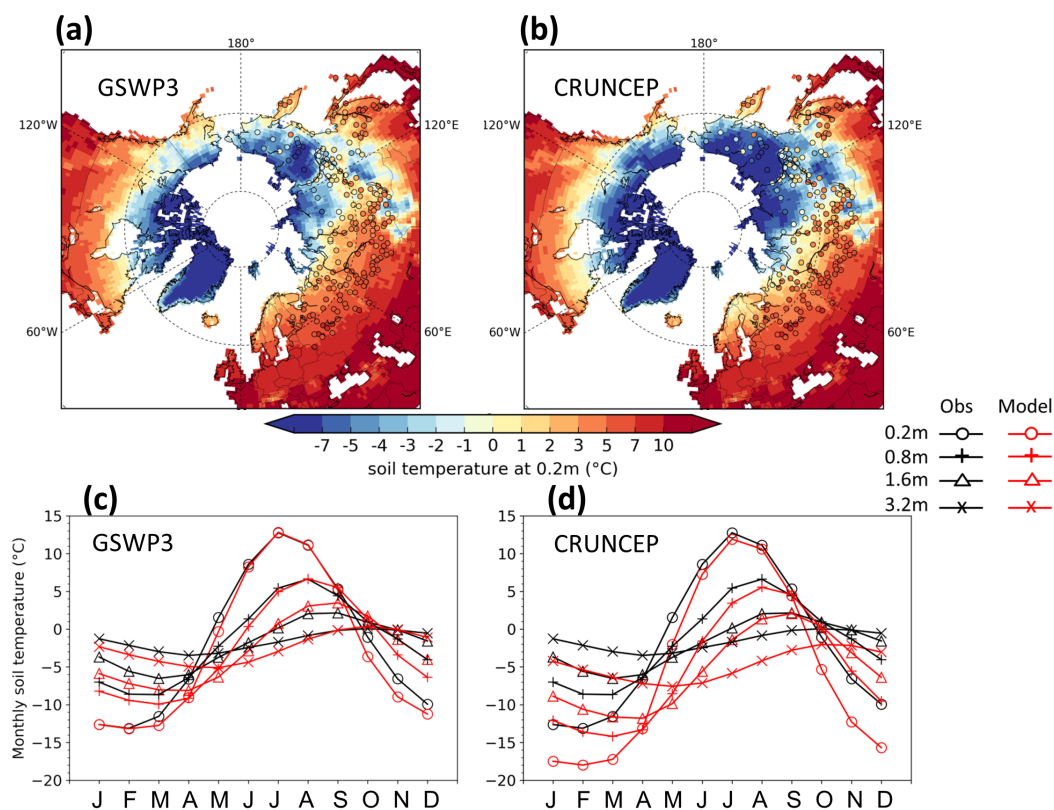 (a)
(b)
180°
180°
GSWP3
CRUNCEP
120°W
120°E
120°W
120°E
60°W
60°E
60°W
60°E
-7 -5 -4 -3 -2 -1 0 1 2 3 5 7 10
soil temperature at 0.2m (°C)
Obs Model
0.2m
0.8m
1.6m
3.2m
(c)
(d)
GSWP3
CRUNCEP
Monthly soil temperature (°C)
15
10
5
0
−5
−10
−15
−20
J F M A M J J A S O N D
15
10
5
0
−5
−10
−15
−20
J F M A M J J A S O N D